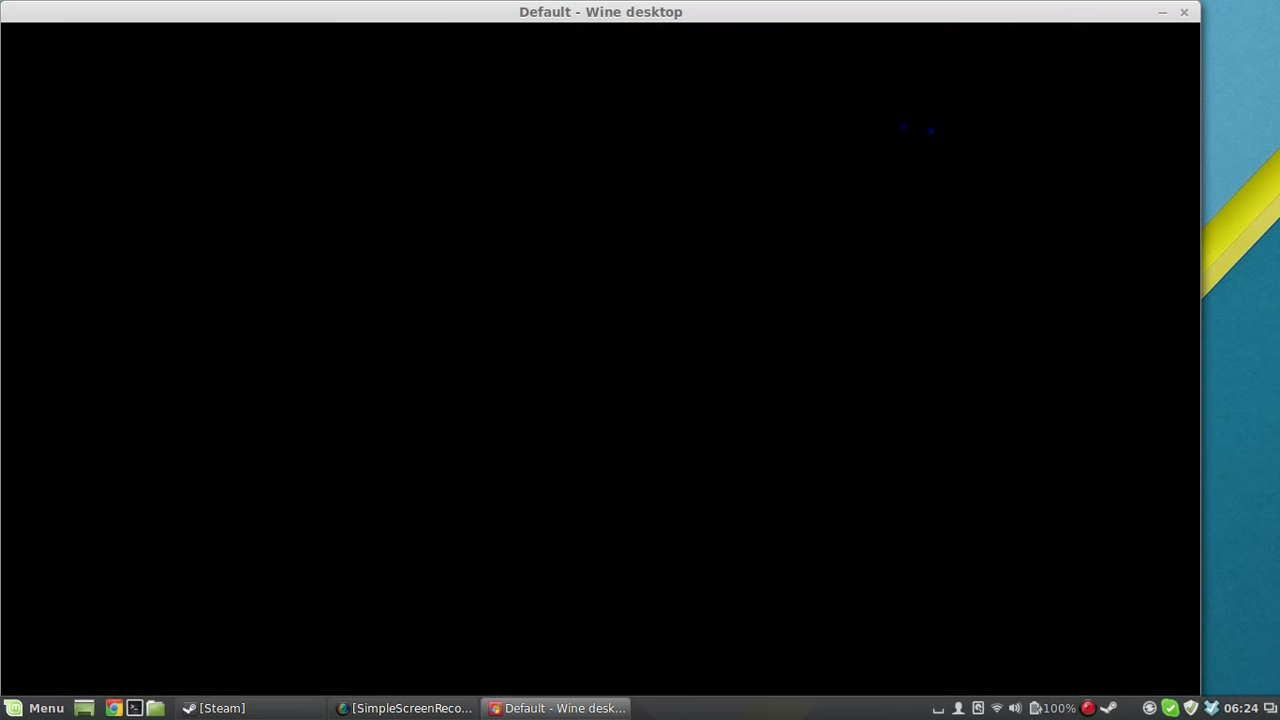 Default - Wine desktop
Menu
[Steam]
[SimpleScreenReco...
Default - Wine desk...
100%
06:24